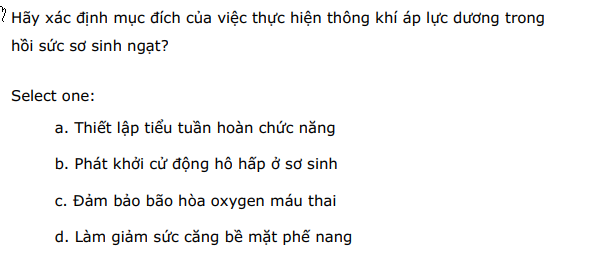 Hãy xác định mục đích của việc thực hiện thông khí áp lực dương trong
hồi sức sơ sinh ngạt?
Select one:
a. Thiết lập tiểu tuần hoàn chức năng
b. Phát khởi cử động hô hấp ở sơ sinh
c. Đảm bảo bão hòa oxygen máu thai
d. Làm giảm sức căng bề mặt phế nang